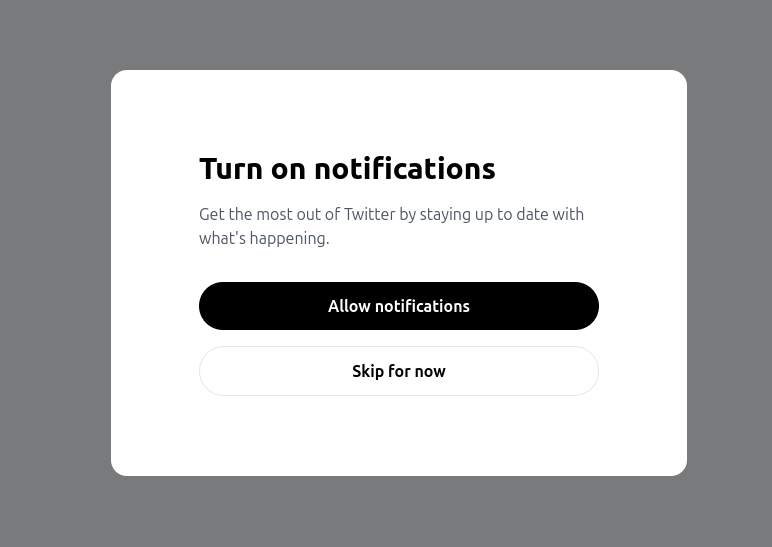 Turn on notifications
Get the most out of Twitter by staying up to date with
what's happening.
Allow notifications
Skip for now